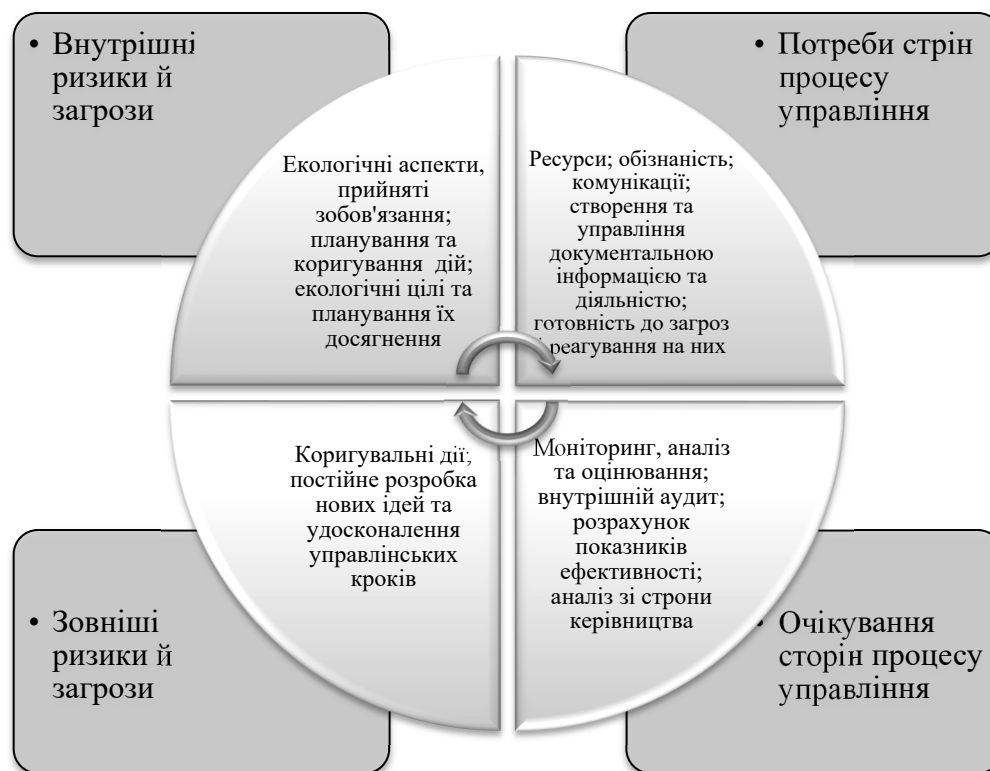 • Внутрішні
ризики й
загрози
• Потреби стрін
процесу
управління
Екологічні аспекти,
прийняті
зобов'язання;
планування та
коригування дій;
екологічні цілі та
планування їх
досягнення
Ресурси; обізнаність;
комунікації;
створення та
управління
документальною
інформацією та
діяльністю;
готовність до загроз
і реагування на них
Коригувальні дії;
постійне розробка
нових ідей та
удосконалення
управлінських
кроків
Моніторинг, аналіз
та оцінювання;
внутрішній аудит;
розрахунок
показників
ефективності;
аналіз зі строни
керівництва
• Зовніші
ризики й
загрози
• Очікування
сторін процесу
управління